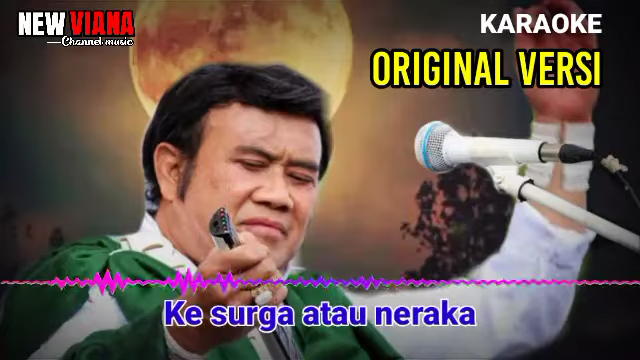 NEW VIANA
Channel music
KARAOKE
ORIGINAL VERSI
Ke surga atau neraka